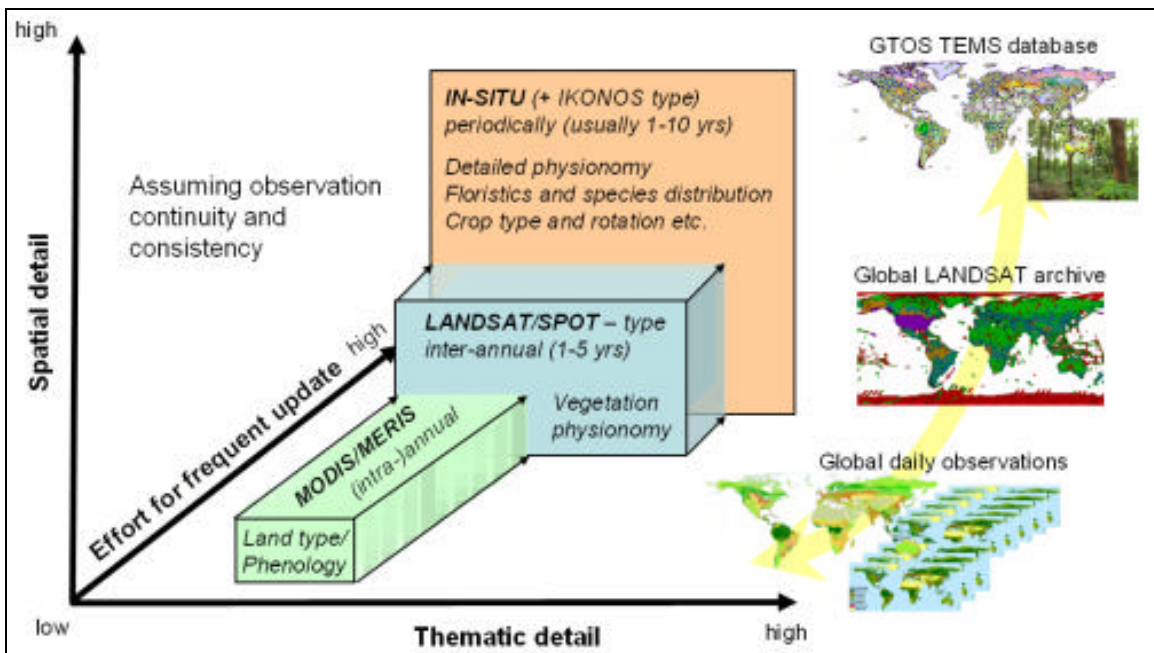 high
Spatial detail
Assuming observation
continuity and
consistency
IN-SITU (+ IKONOS type)
periodically (usually 1-10 yrs)
Detailed physionomy
Floristics and species distribution
Crop type and rotation etc.
LANDSAT/SPOT – type
inter-annual (1-5 yrs)
Vegetation
physionomy
MODIS/MERIS
(intra-)annual
Land type/
Phenology
Effort for frequent update
high
low
Thematic detail
high
GTOS TEMS database
Global LANDSAT archive
Global daily observations